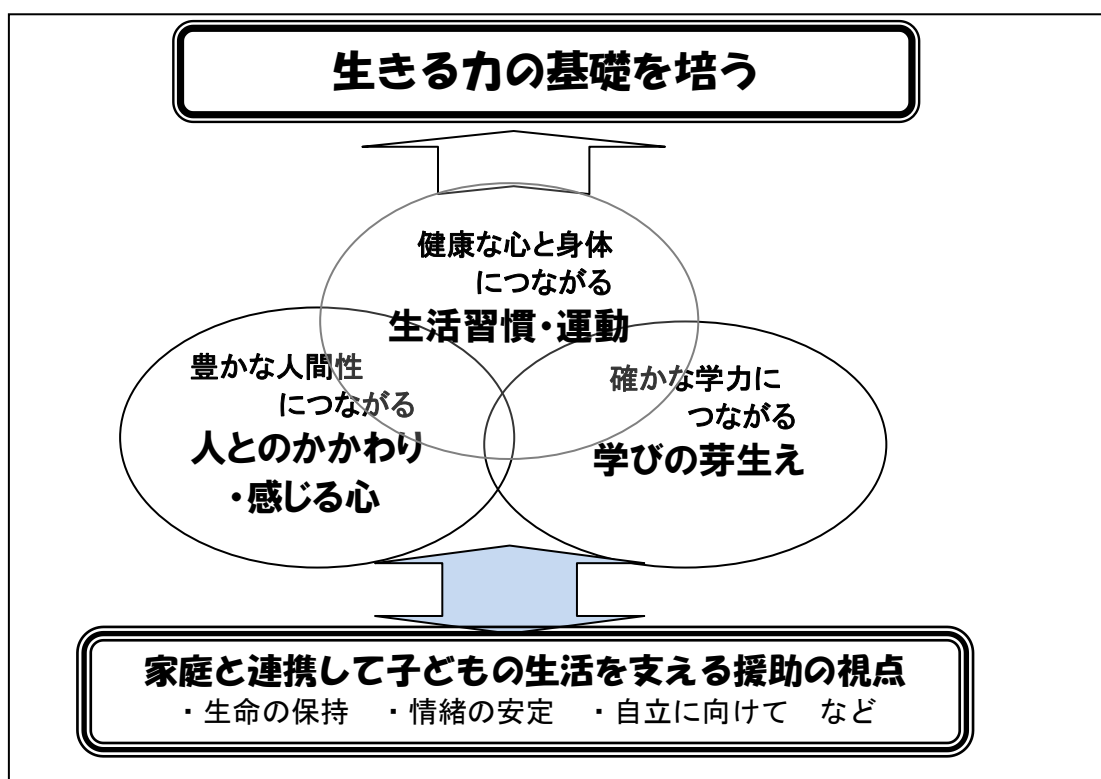 生きる力の基礎を培う
健康な心と身体
につながる
生活習慣・運動
豊かな人間性
につながる
人とのかかわり
・感じる心
確かな学力に
つながる
学びの芽生え
家庭と連携して子どもの生活を支える援助の視点
・生命の保持　・情緒の安定　・自立に向けて　など